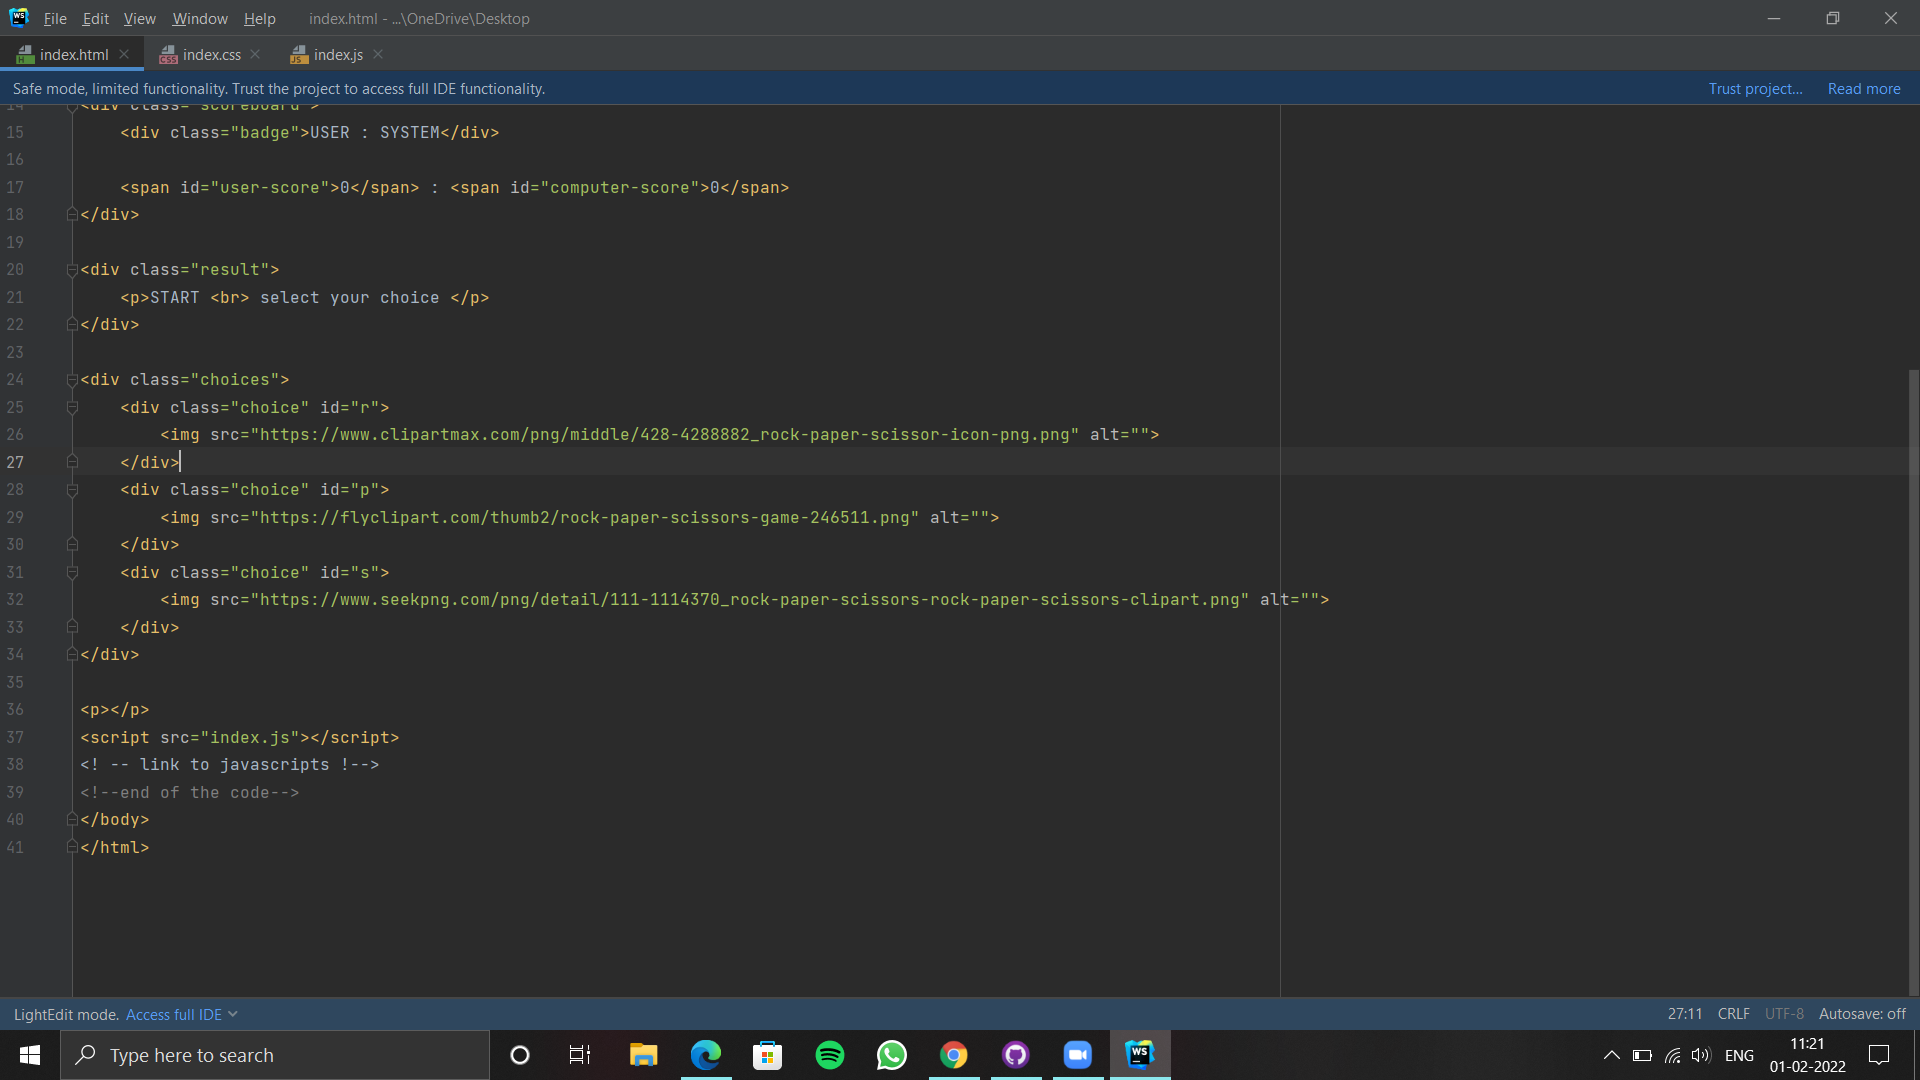 WS File Edit View Window Help index.html - ...\OneDrive\Desktop
index.html index.css index.js
Safe mode, limited functionality. Trust the project to access full IDE functionality. Trust project... Read more
14 <div class="scoreboard">
15 <div class="badge">USER : SYSTEM</div>
16
17 <span id="user-score">0</span> : <span id="computer-score">0</span>
18 </div>
19
20 <div class="result">
21 <p>START <br> select your choice </p>
22 </div>
23
24 <div class="choices">
25 <div class="choice" id="r">
26 <img src="https://www.clipartmax.com/png/middle/428-4288882_rock-paper-scissor-icon-png.png" alt="">
27 </div>
28 <div class="choice" id="p">
29 <img src="https://flyclipart.com/thumb2/rock-paper-scissors-game-246511.png" alt="">
30 </div>
31 <div class="choice" id="s">
32 <img src="https://www.seekpng.com/png/detail/111-1114370_rock-paper-scissors-rock-paper-scissors-clipart.png" alt="">
33 </div>
34 </div>
35
36 <p></p>
37 <script src="index.js"></script>
38 <! -- link to javascripts !-->
39 <!--end of the code-->
40 </body>
41 </html>
LightEdit mode. Access full IDE 27:11 CRLF UTF-8 Autosave: off
Type here to search WS ENG 11:21
01-02-2022